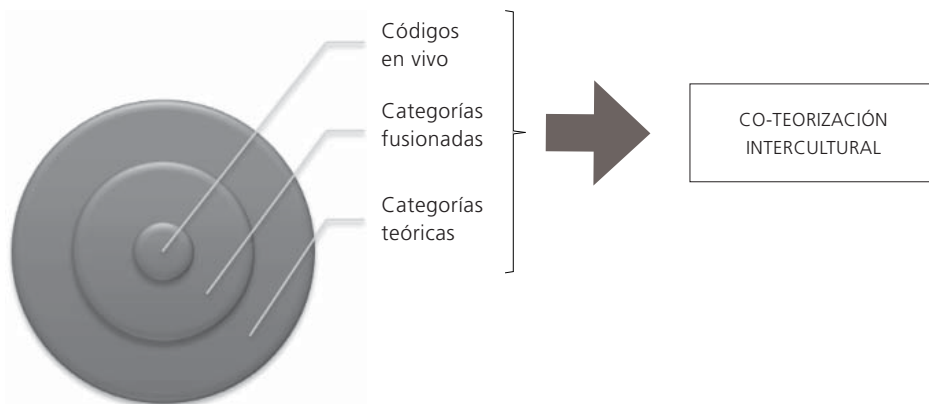 Códigos
en vivo
Categorías
fusionadas
Categorías
teóricas
CO-TEORIZACIÓN
INTERCULTURAL